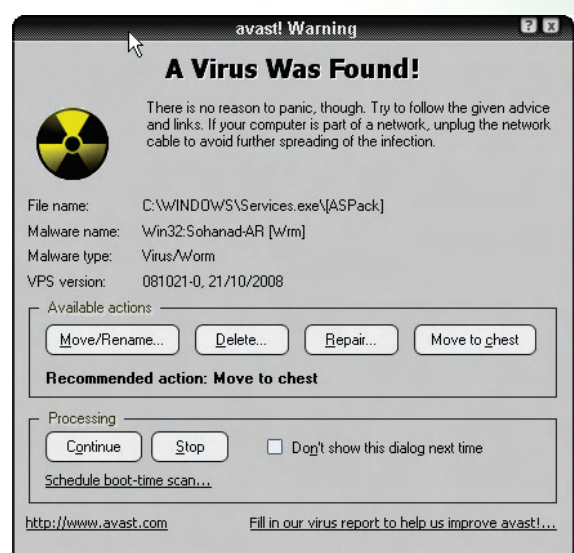 avast! Warning
? x
A Virus Was Found!
There is no reason to panic, though. Try to follow the given advice
and links. If your computer is part of a network, unplug the network
cable to avoid further spreading of the infection.
File name: C:\WINDOWS\Services.exe\[ASPack]
Malware name: Win32:Sohanad-AR [Wrm]
Malware type: Virus/Worm
VPS version: 081021-0, 21/10/2008
Available actions
Move/Rename... Delete... Repair... Move to chest
Recommended action: Move to chest
Processing
Continue Stop Don't show this dialog next time
Schedule boot-time scan...
http://www.avast.com Fill in our virus report to help us improve avast!...